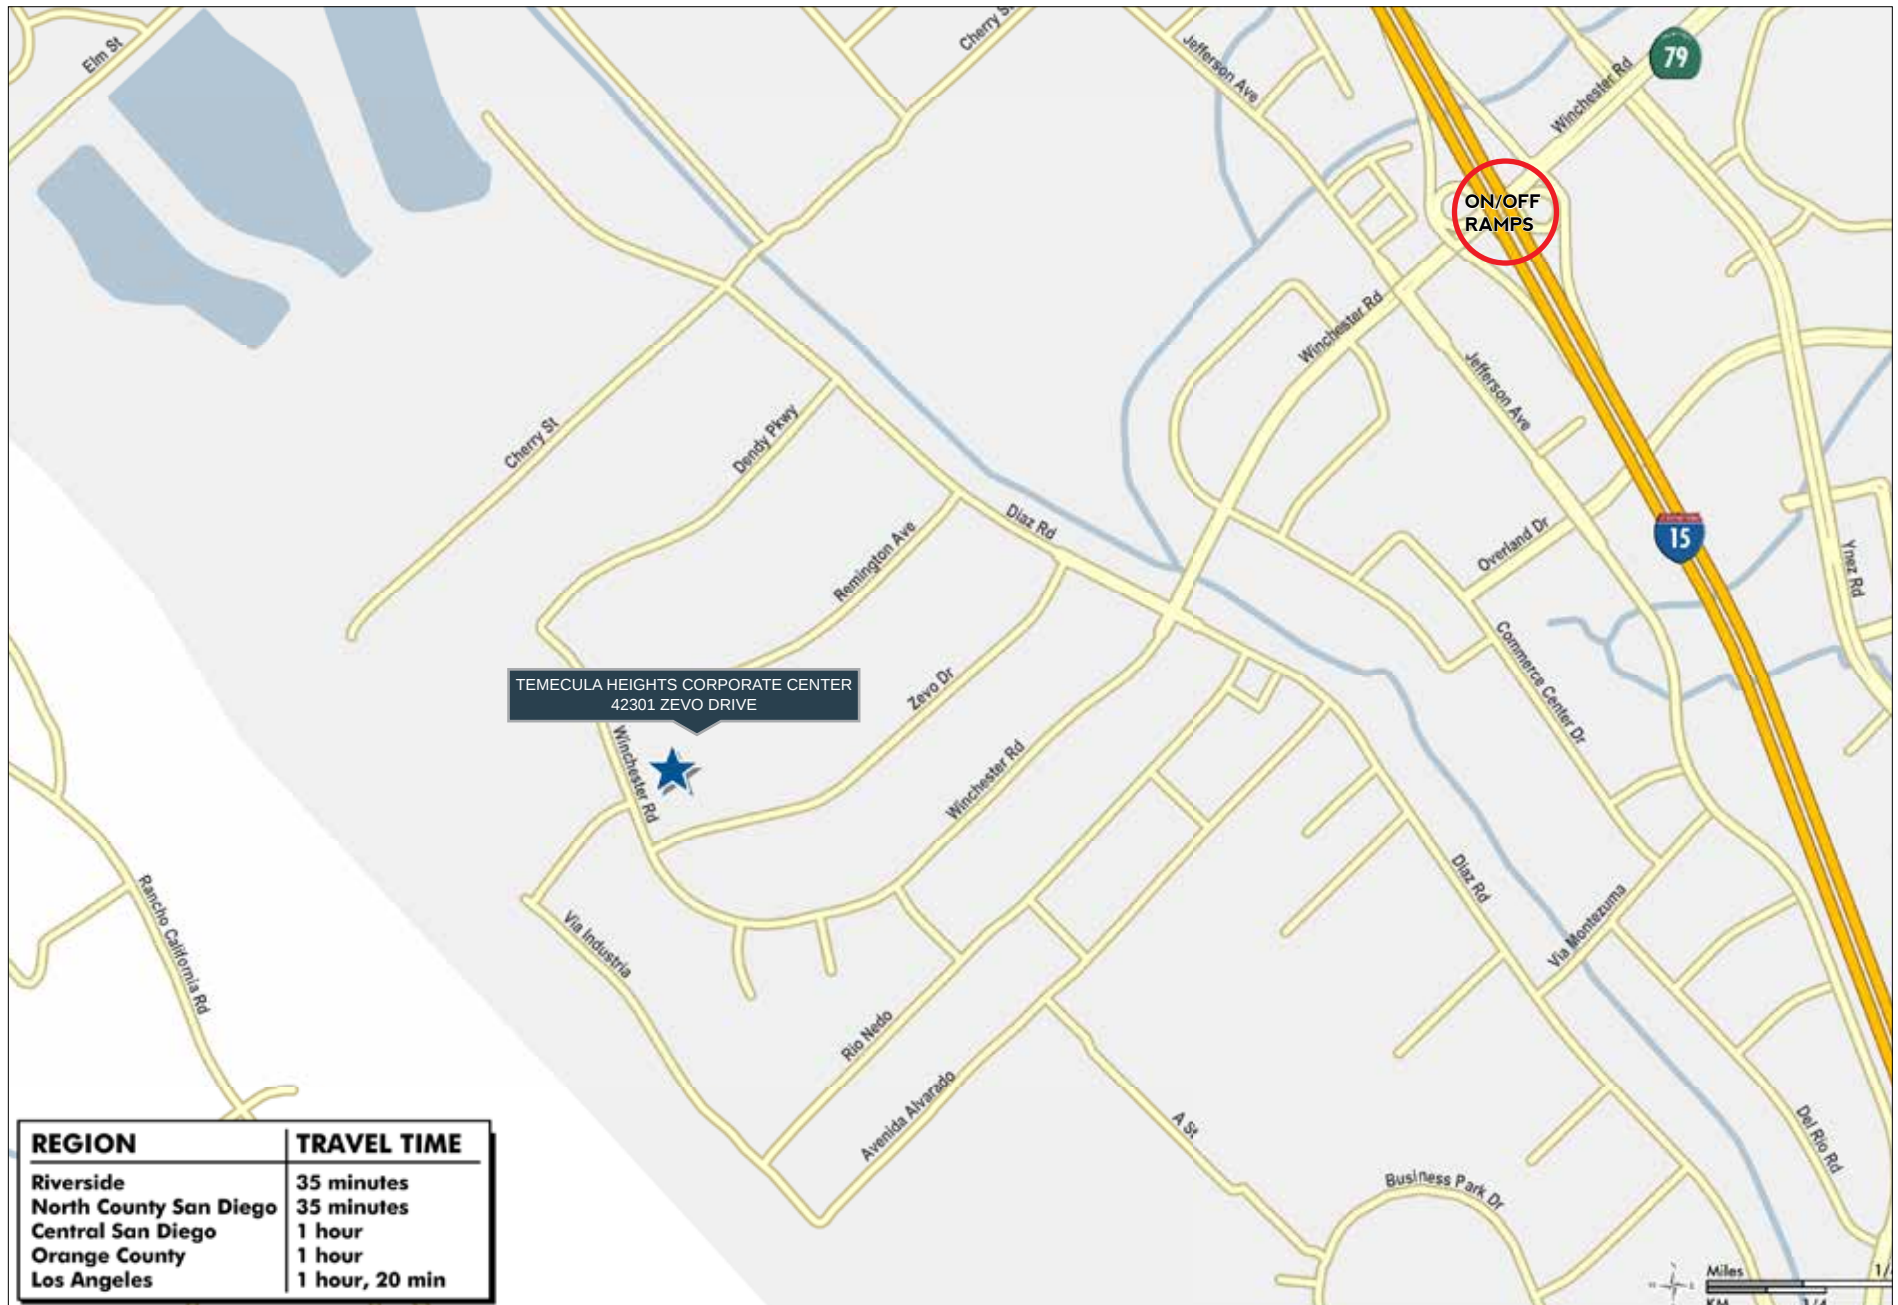 Elm St
Cherry St
Jefferson Ave
Winchester Rd
79
ON/OFF
RAMPS
Winchester Rd
Jefferson Ave
Cherry St
Dendy Pkwy
Remington Ave
Diaz Rd
Overland Dr
15
Ynez Rd
TEMECULA HEIGHTS CORPORATE CENTER
42301 ZEVO DRIVE
Zevo Dr
Commerce Center Dr
Winchester Rd
Winchester Rd
Diaz Rd
Via Montezuma
Rancho California Rd
Via Industria
Rio Nedo
Avenida Alvarado
A St
Del Rio Rd
Business Park Dr
REGION TRAVEL TIME
Riverside 35 minutes
North County San Diego 35 minutes
Central San Diego 1 hour
Orange County 1 hour
Los Angeles 1 hour, 20 min
Miles